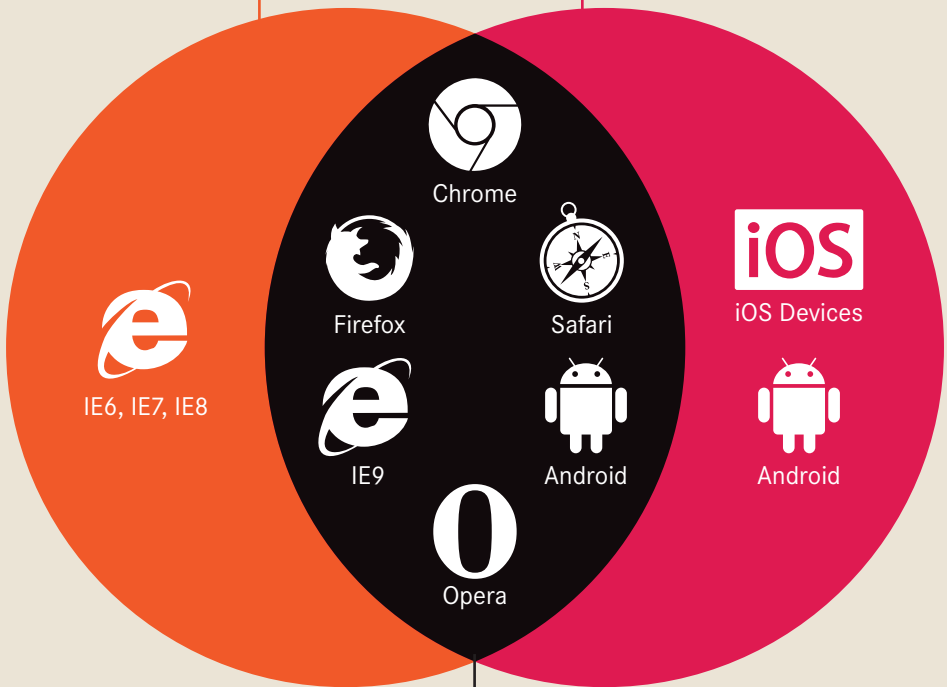 Chrome
Firefox
Safari
iOS
iOS Devices
IE6, IE7, IE8
IE9
Android
Android
Opera